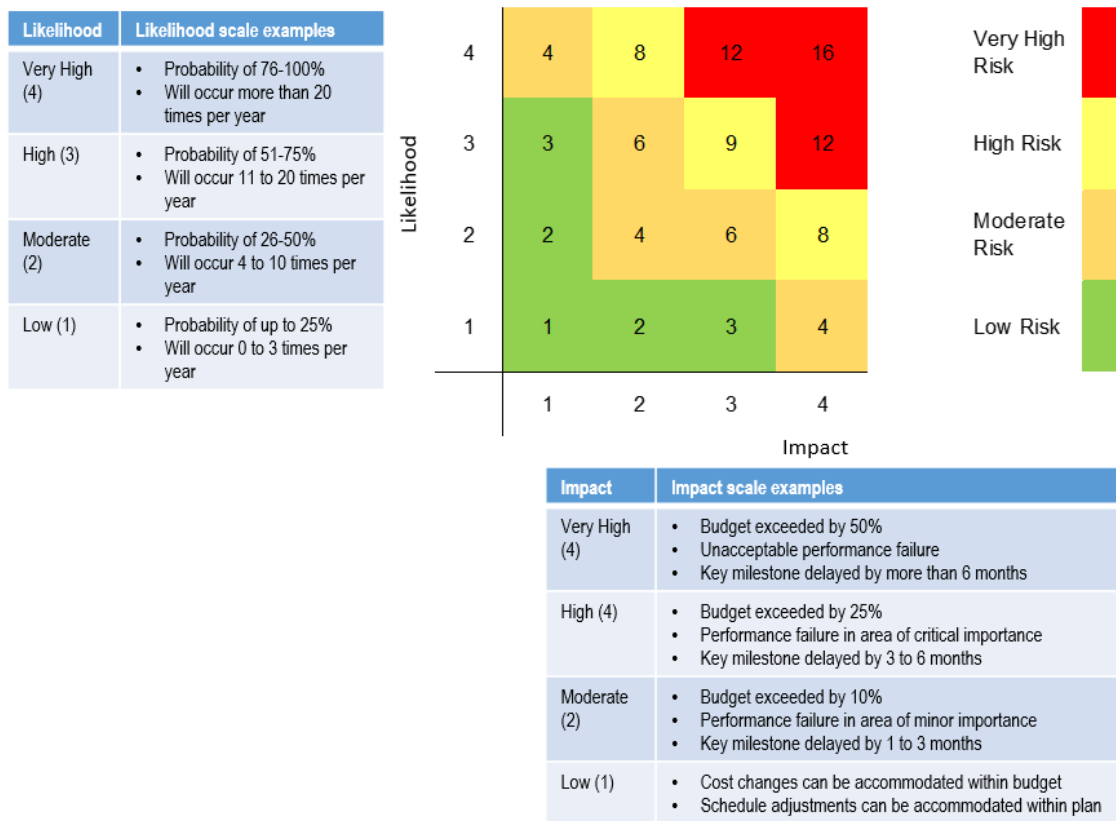 Likelihood Likelihood scale examples
Very High
(4)
• Probability of 76-100%
• Will occur more than 20
times per year
High (3)
• Probability of 51-75%
• Will occur 11 to 20 times per
year
Moderate
(2)
• Probability of 26-50%
• Will occur 4 to 10 times per
year
Low (1)
• Probability of up to 25%
• Will occur 0 to 3 times per
year
Likelihood
4 4 8 12 16
3 3 6 9 12
2 2 4 6 8
1 1 2 3 4
1 2 3 4
Impact
Very High
Risk
High Risk
Moderate
Risk
Low Risk
Impact Impact scale examples
Very High
(4)
• Budget exceeded by 50%
• Unacceptable performance failure
• Key milestone delayed by more than 6 months
High (4)
• Budget exceeded by 25%
• Performance failure in area of critical importance
• Key milestone delayed by 3 to 6 months
Moderate
(2)
• Budget exceeded by 10%
• Performance failure in area of minor importance
• Key milestone delayed by 1 to 3 months
Low (1)
• Cost changes can be accommodated within budget
• Schedule adjustments can be accommodated within plan